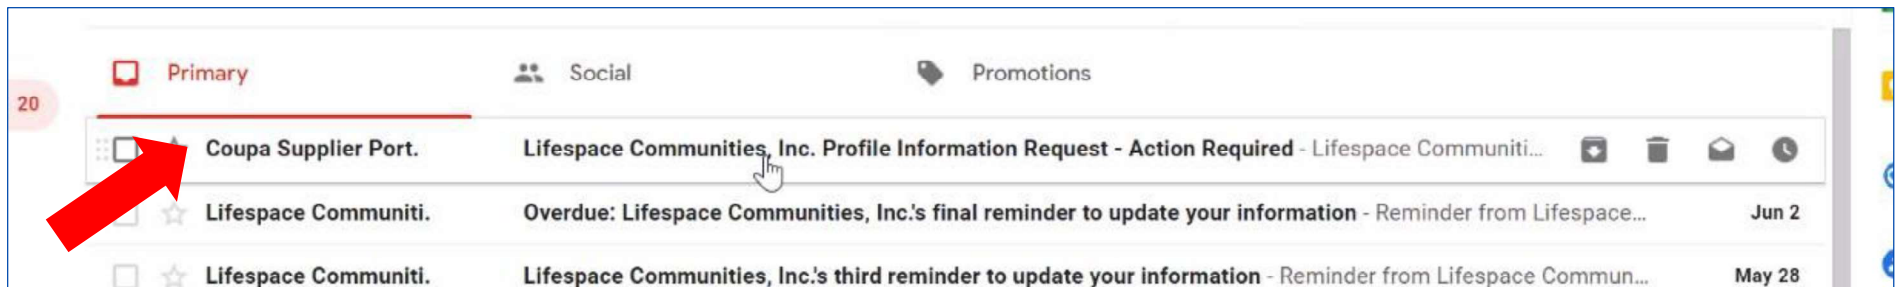 Primary Social Promotions
20
Coupa Supplier Port. Lifespace Communities, Inc. Profile Information Request - Action Required - Lifespace Communiti...
Lifespace Communiti. Overdue: Lifespace Communities, Inc.'s final reminder to update your information - Reminder from Lifespace... Jun 2
Lifespace Communiti. Lifespace Communities, Inc.'s third reminder to update your information - Reminder from Lifespace Commun... May 28